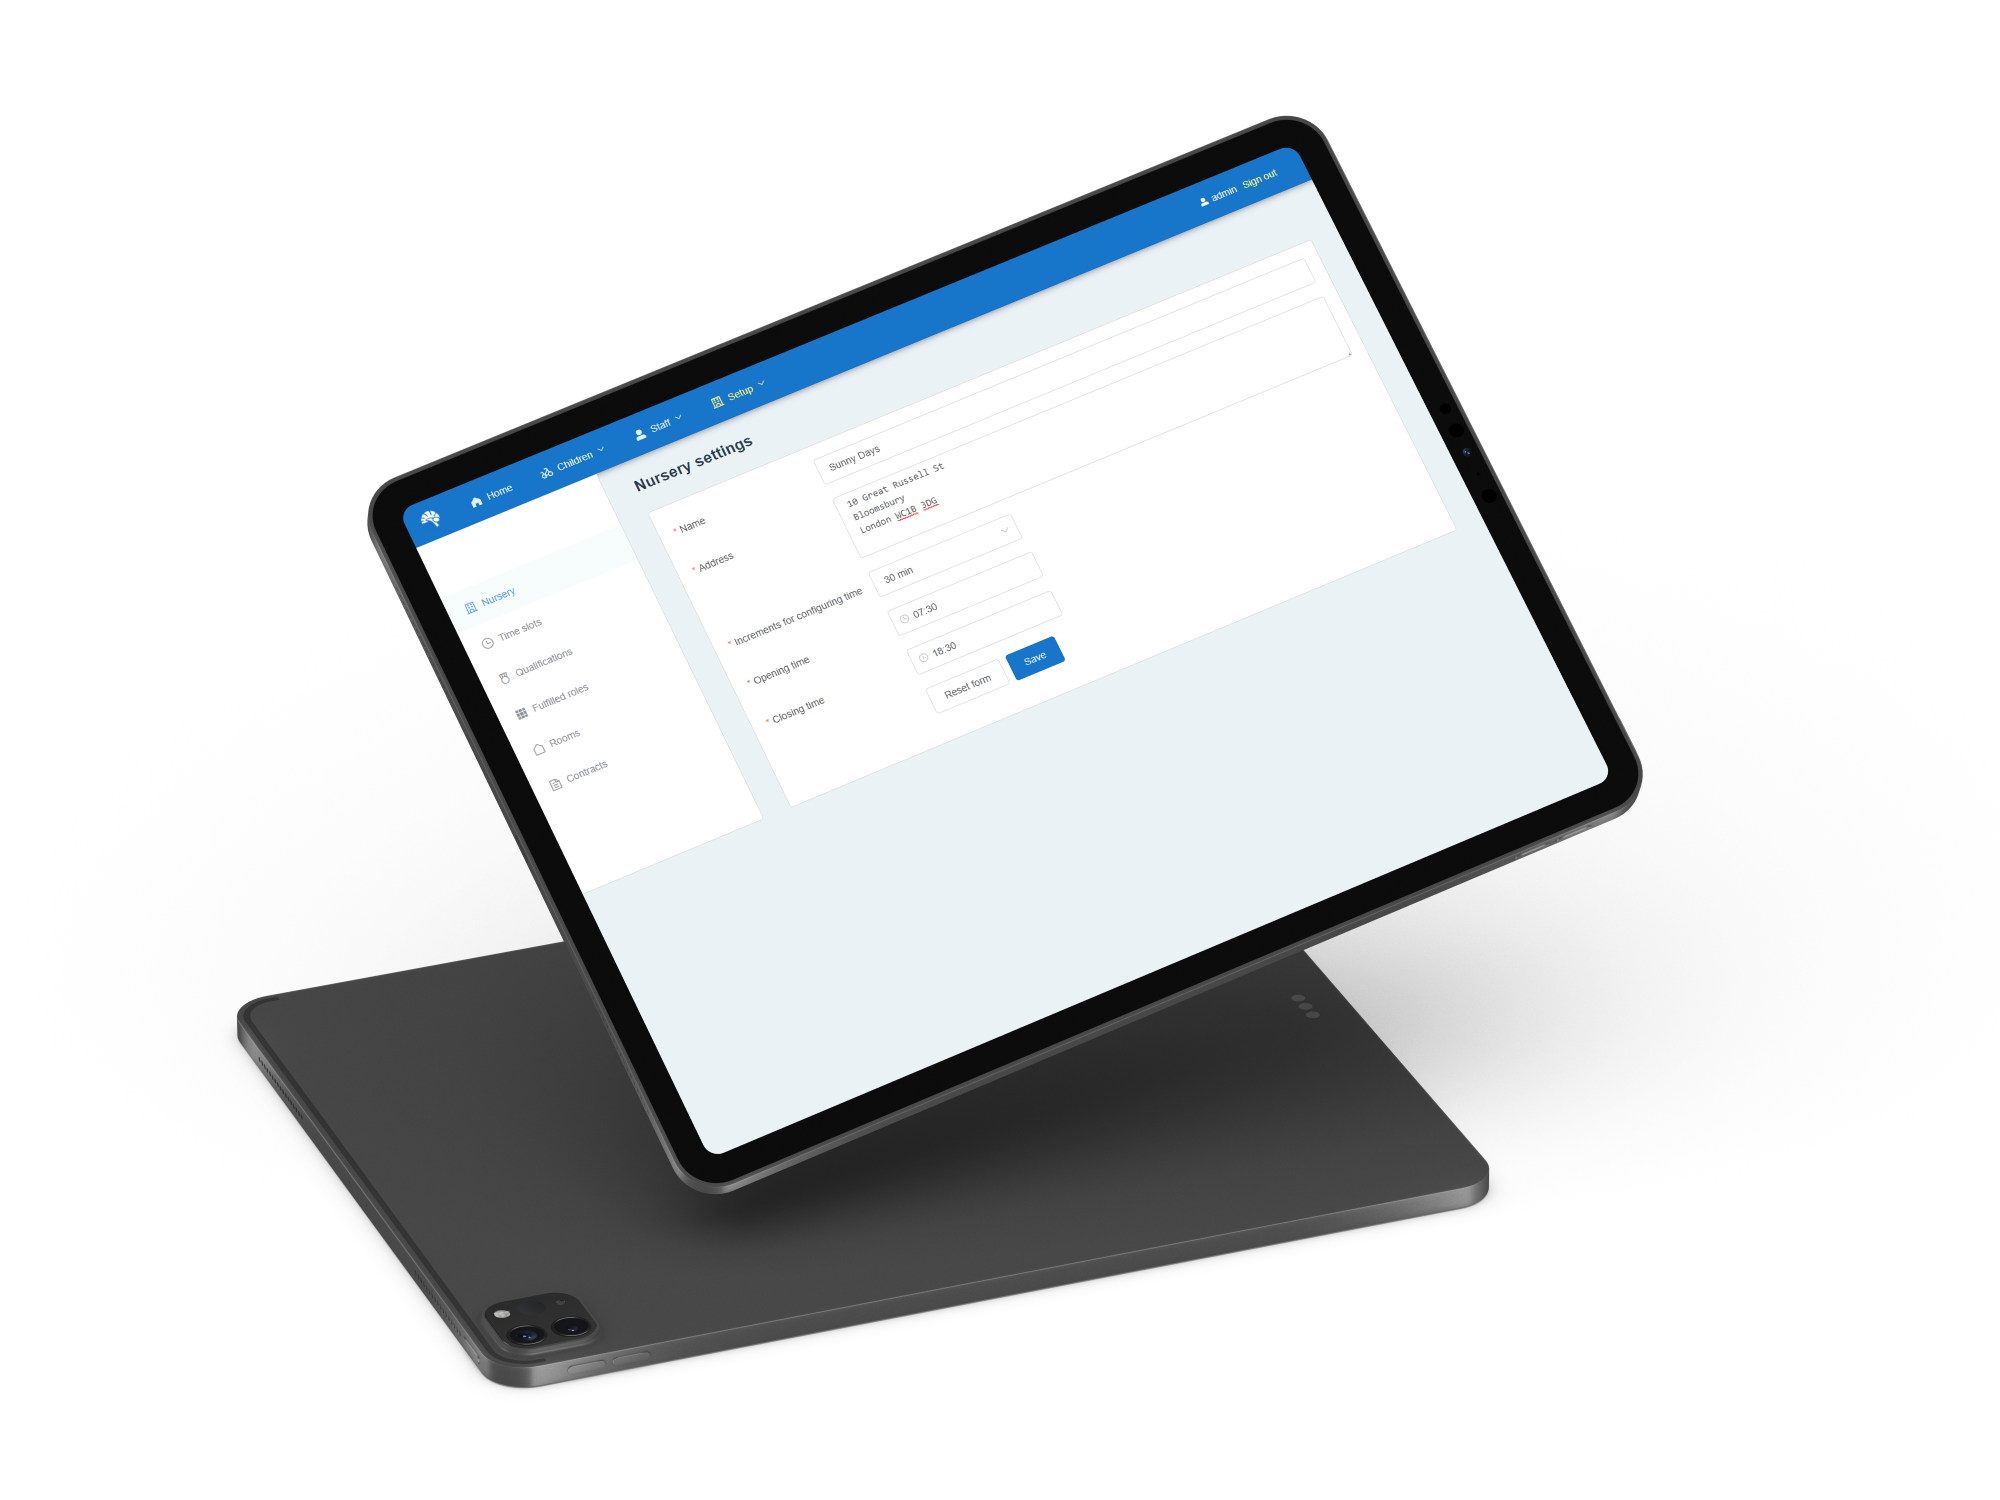 Home
Children
Staff
Setup
admin Sign out
Nursery
Time slots
Qualifications
Fulfilled roles
Rooms
Contracts
Nursery settings
* Name
Sunny Days
* Address
10 Great Russell St
Bloomsbury
London WC1B 3DG
* Increments for configuring time
30 min
* Opening time
07:30
* Closing time
18:30
Reset form
Save